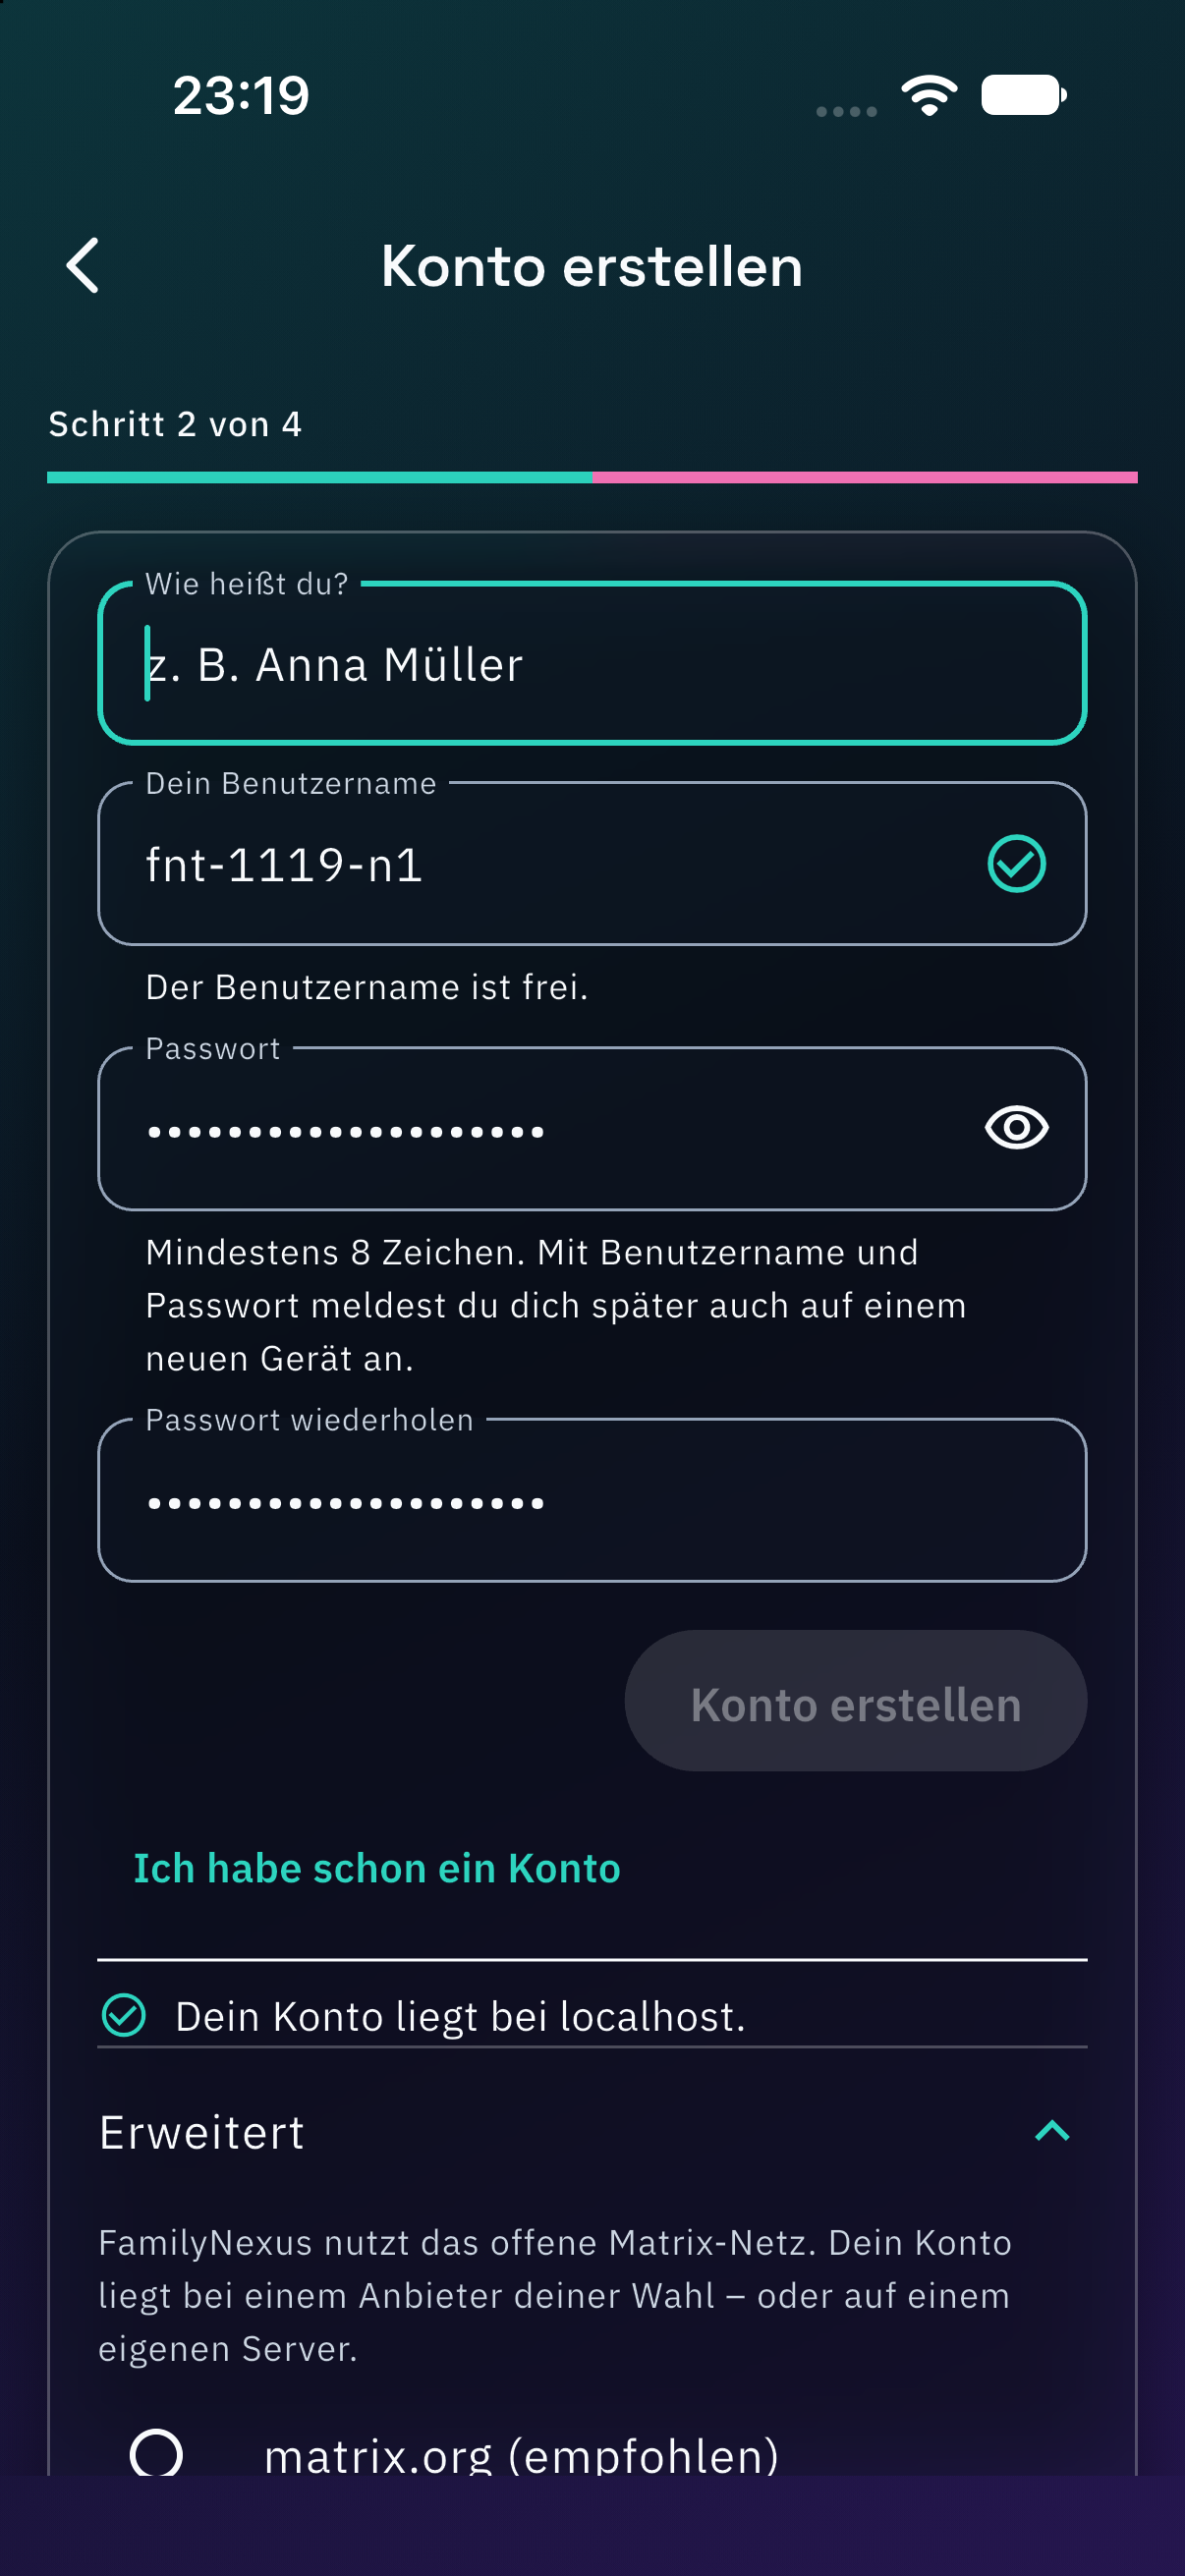 23:19
Konto erstellen
Schritt 2 von 4
Wie heißt du?
z. B. Anna Müller
Dein Benutzername
fnt-1119-n1
Der Benutzername ist frei.
Passwort
••••••••••••••••••••
Mindestens 8 Zeichen. Mit Benutzername und
Passwort meldest du dich später auch auf einem
neuen Gerät an.
Passwort wiederholen
••••••••••••••••••••
Konto erstellen
Ich habe schon ein Konto
Dein Konto liegt bei localhost.
Erweitert
FamilyNexus nutzt das offene Matrix-Netz. Dein Konto
liegt bei einem Anbieter deiner Wahl – oder auf einem
eigenen Server.
matrix.org (empfohlen)